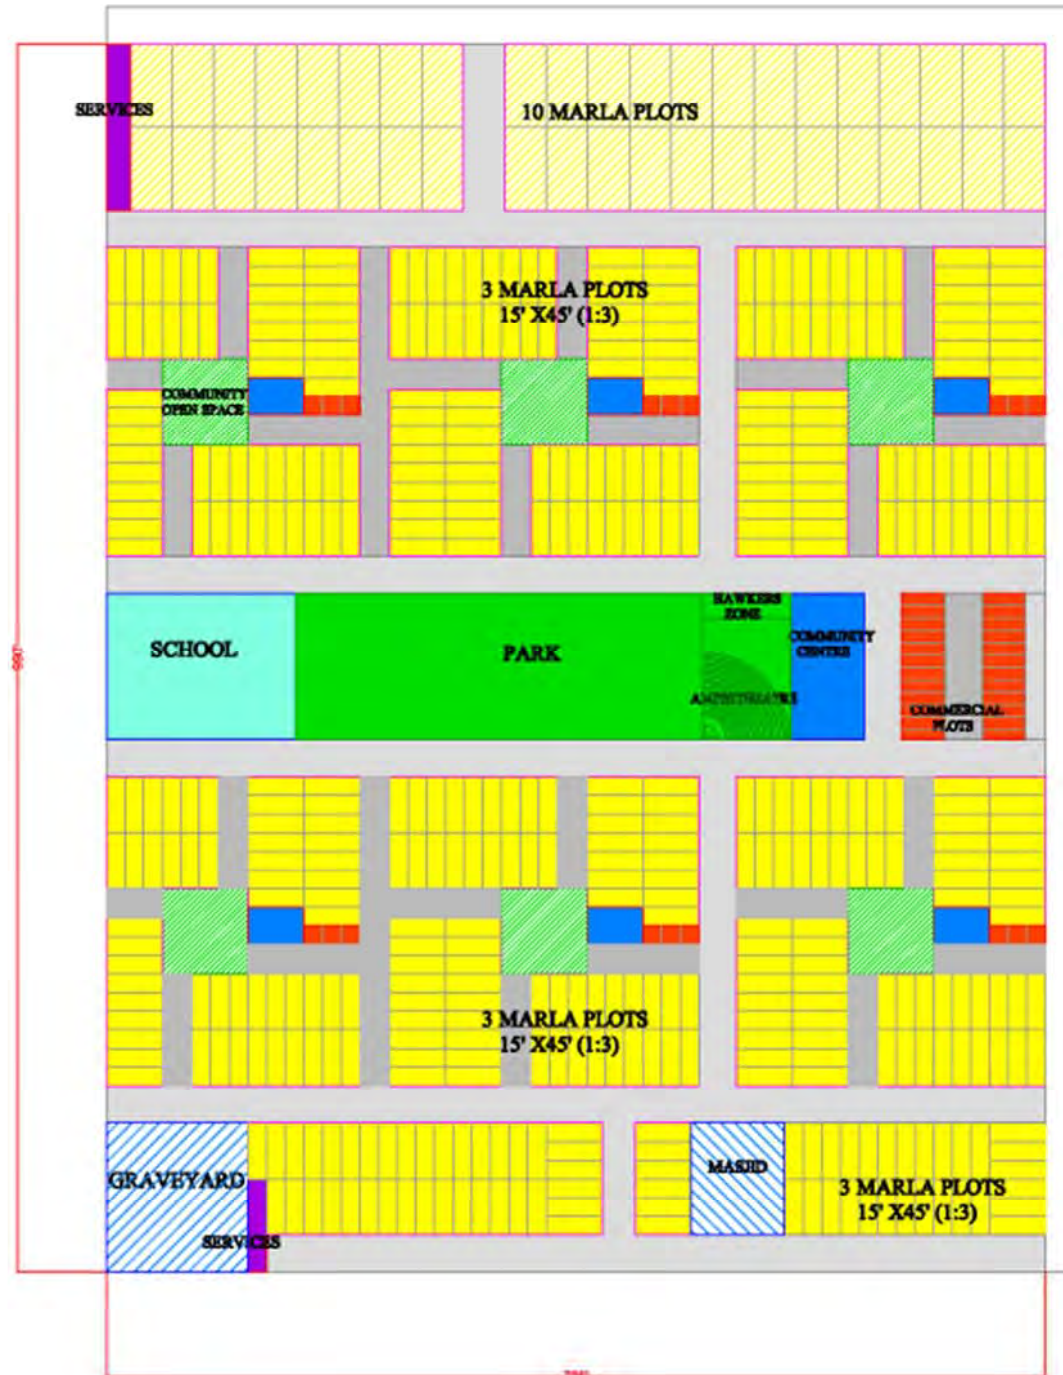 SERVICES
10 MARLA PLOTS
3 MARLA PLOTS
15' X45' (1:3)
COMMUNITY
OPEN SPACE
SCHOOL
PARK
HAWKERS
ZONE
COMMUNITY
CENTRE
AMPHITHEATRE
COMMERCIAL
PLOTS
990'
3 MARLA PLOTS
15' X45' (1:3)
GRAVEYARD
MASJID
3 MARLA PLOTS
15' X45' (1:3)
SERVICES